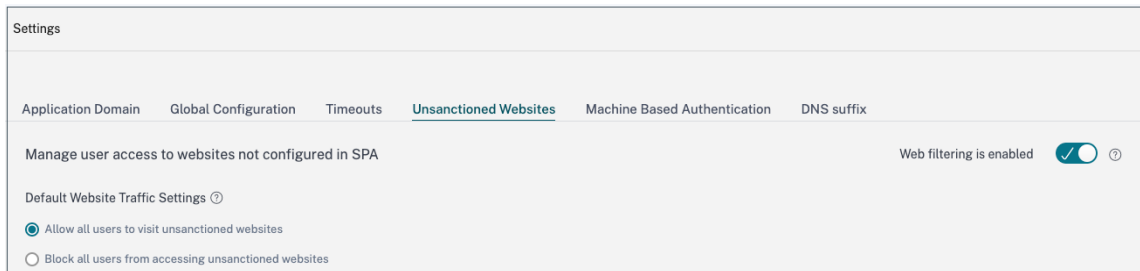 Settings
Application Domain Global Configuration Timeouts Unsanctioned Websites Machine Based Authentication DNS suffix
Manage user access to websites not configured in SPA Web filtering is enabled ?
Default Website Traffic Settings ?
Allow all users to visit unsanctioned websites
Block all users from accessing unsanctioned websites